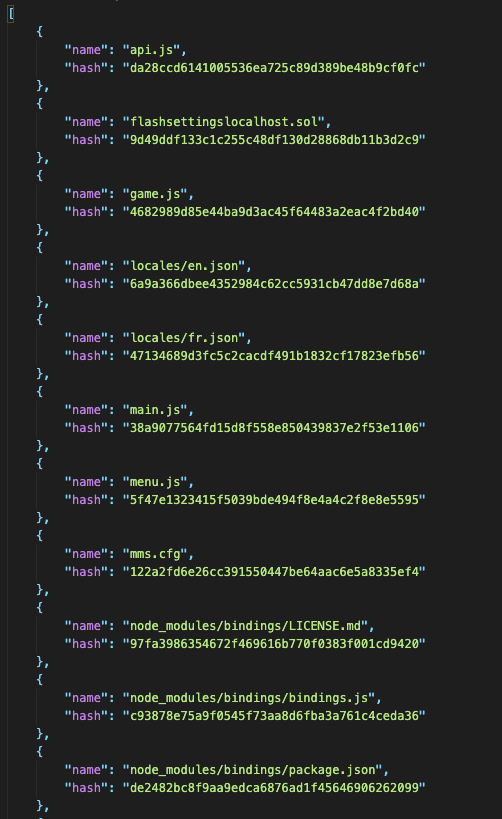 [
{
"name": "api.js",
"hash": "da28ccd6141005536ea725c89d389be48b9cf0fc"
},
{
"name": "flashsettingslocalhost.sol",
"hash": "9d49ddf133c1c255c48df130d28868db11b3d2c9"
},
{
"name": "game.js",
"hash": "4682989d85e44ba9d3ac45f64483a2eac4f2bd40"
},
{
"name": "locales/en.json",
"hash": "6a9a366dbee4352984c62cc5931cb47dd8e7d68a"
},
{
"name": "locales/fr.json",
"hash": "47134689d3fc5c2cacdf491b1832cf17823efb56"
},
{
"name": "main.js",
"hash": "38a9077564fd15d8f558e850439837e2f53e1106"
},
{
"name": "menu.js",
"hash": "5f47e1323415f5039bde494f8e4a4c2f8e8e5595"
},
{
"name": "mms.cfg",
"hash": "122a2fd6e26cc391550447be64aac6e5a8335ef4"
},
{
"name": "node_modules/bindings/LICENSE.md",
"hash": "97fa3986354672f469616b770f0383f001cd9420"
},
{
"name": "node_modules/bindings/bindings.js",
"hash": "c93878e75a9f0545f73aa8d6fba3a761c4ceda36"
},
{
"name": "node_modules/bindings/package.json",
"hash": "de2482bc8f9aa9edca6876ad1f45646906262099"
},